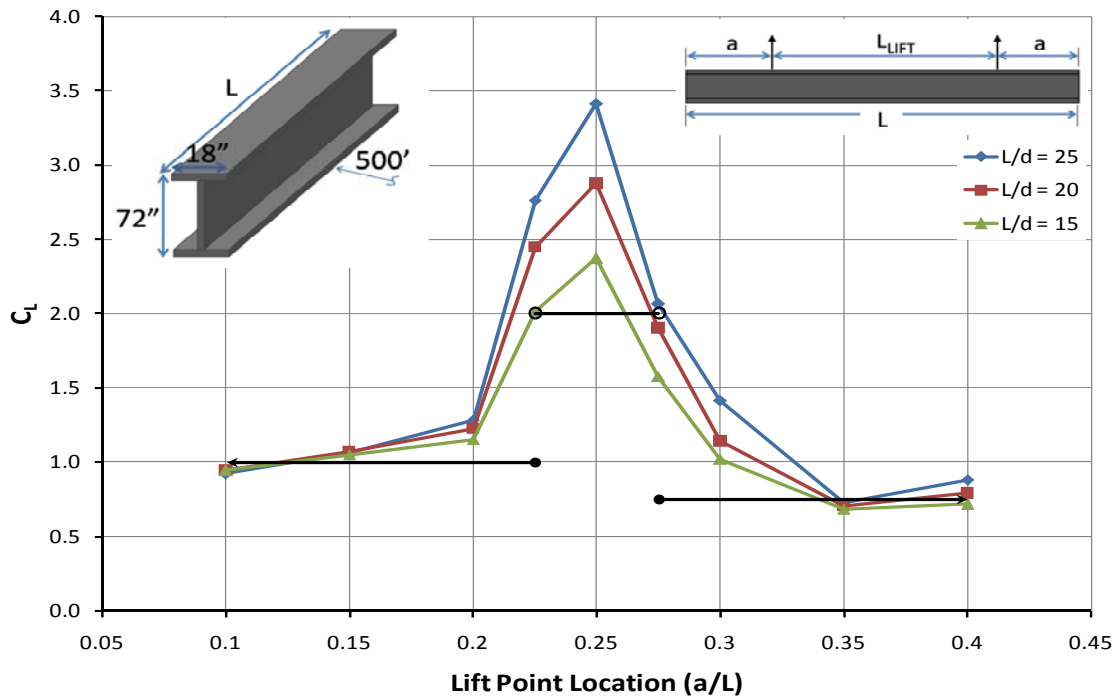 4.0
3.5
3.0
2.5
2.0
1.5
1.0
0.5
0.0
C_L
0.05
0.1
0.15
0.2
0.25
0.3
0.35
0.4
0.45
Lift Point Location (a/L)
L
18”
72”
500’
a
L_LIFT
a
L
L/d = 25
L/d = 20
L/d = 15